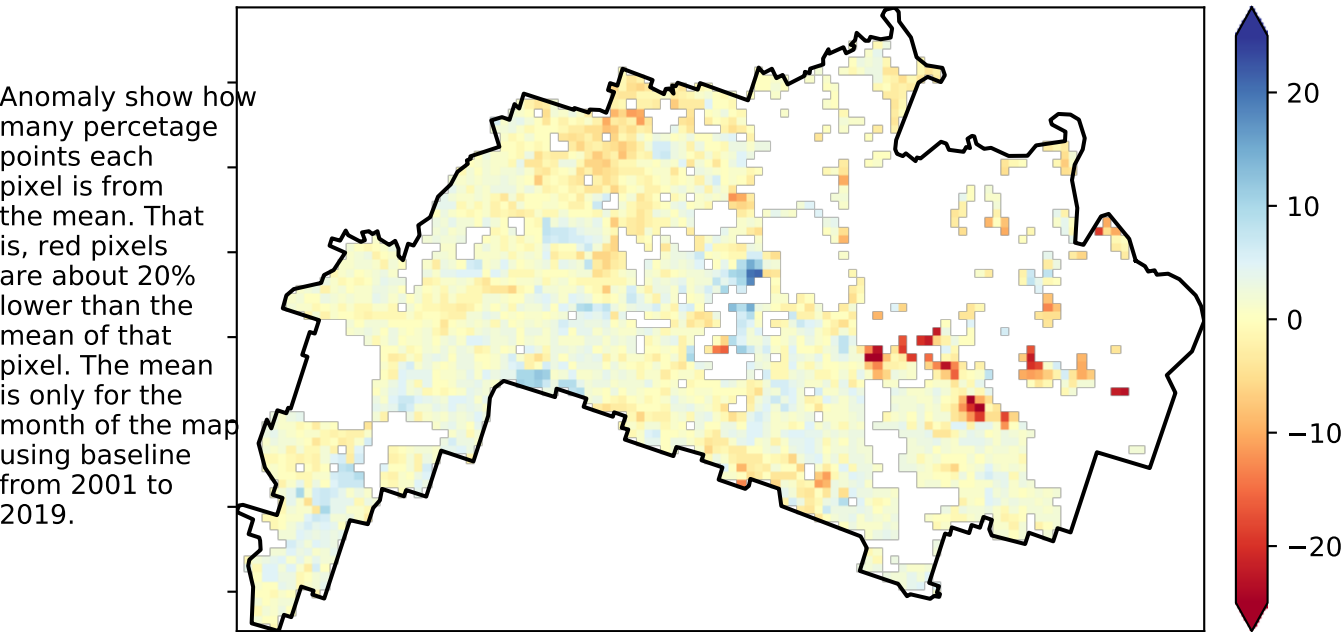 Anomaly show how
many percetage
points each
pixel is from
the mean. That
is, red pixels
are about 20%
lower than the
mean of that
pixel. The mean
is only for the
month of the map
using baseline
from 2001 to
2019.
20
10
0
−10
−20